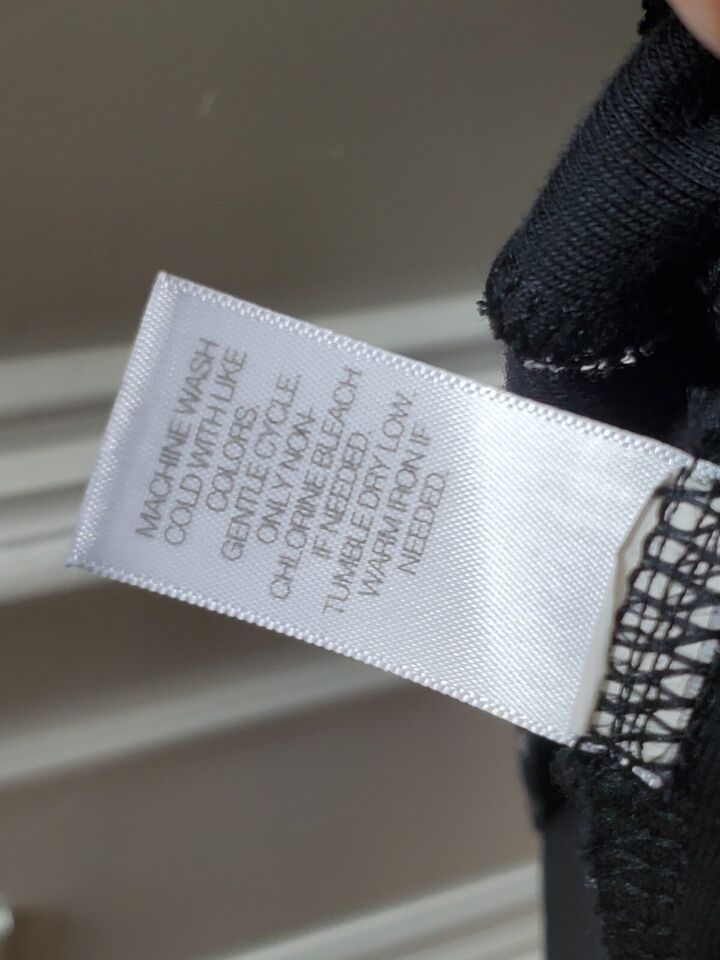 MACHINE WASH
COLD WITH LIKE
COLORS.
GENTLE CYCLE.
ONLY NON-
CHLORINE BLEACH
IF NEEDED.
TUMBLE DRY LOW.
WARM IRON IF
NEEDED.